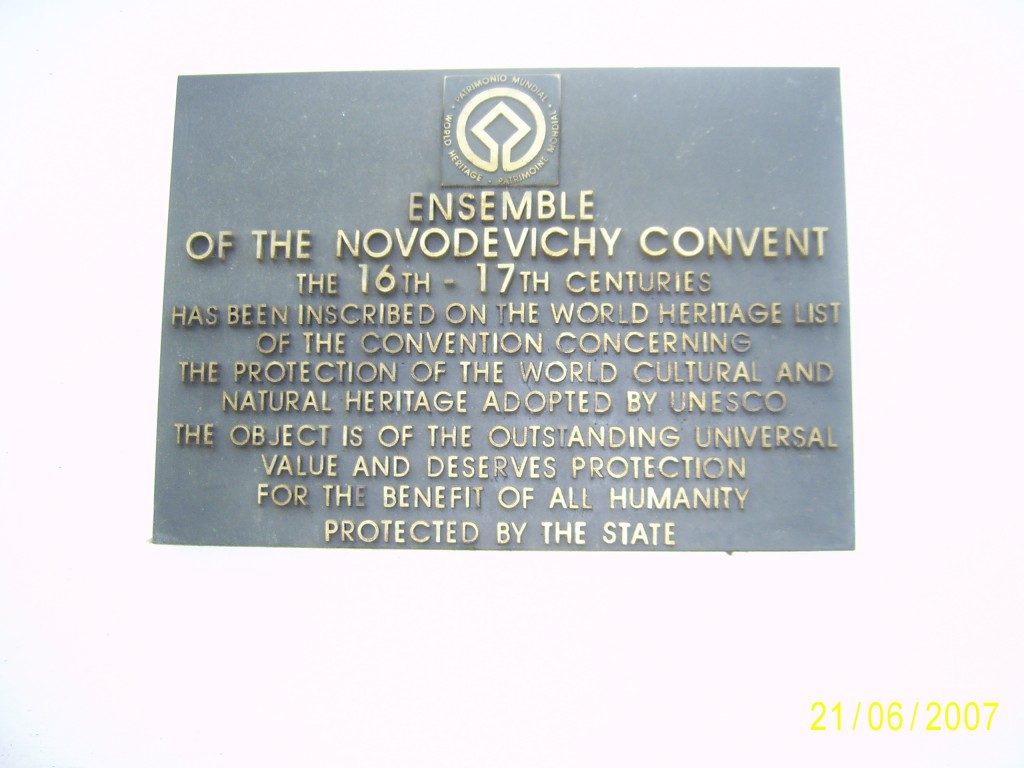 PATRIMONIO MUNDIAL • WORLD HERITAGE • PATRIMOINE MONDIAL •
ENSEMBLE
OF THE NOVODEVICHY CONVENT
THE 16TH - 17TH CENTURIES
HAS BEEN INSCRIBED ON THE WORLD HERITAGE LIST
OF THE CONVENTION CONCERNING
THE PROTECTION OF THE WORLD CULTURAL AND
NATURAL HERITAGE ADOPTED BY UNESCO
THE OBJECT IS OF THE OUTSTANDING UNIVERSAL
VALUE AND DESERVES PROTECTION
FOR THE BENEFIT OF ALL HUMANITY
PROTECTED BY THE STATE
21/06/2007